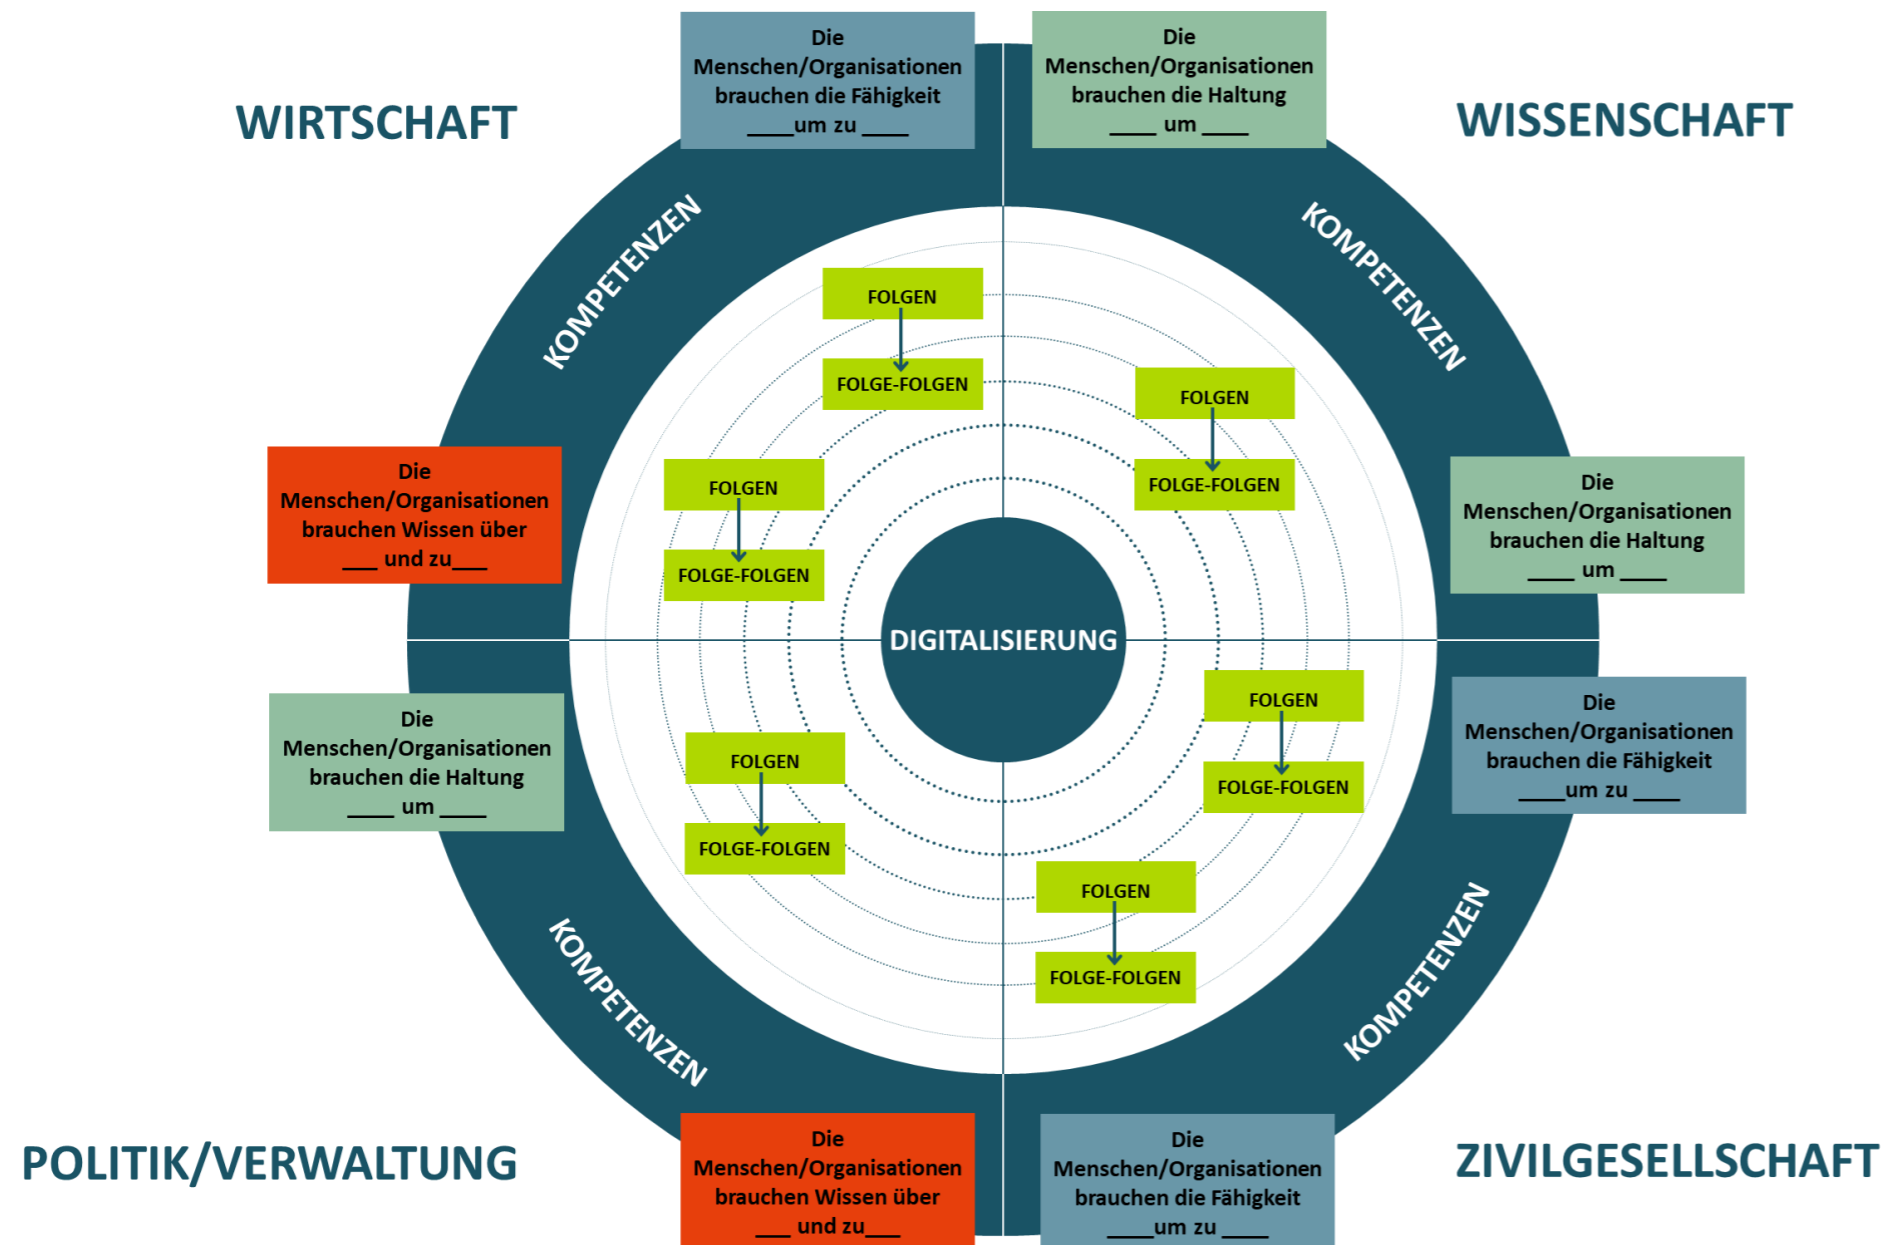 Die
Menschen/Organisationen
brauchen die Fähigkeit
____um zu ____
Die
Menschen/Organisationen
brauchen die Haltung
____ um ____
WIRTSCHAFT
WISSENSCHAFT
KOMPETENZEN
KOMPETENZEN
FOLGEN
FOLGE-FOLGEN
FOLGEN
FOLGE-FOLGEN
FOLGEN
FOLGE-FOLGEN
Die
Menschen/Organisationen
brauchen Wissen über
___ und zu___
Die
Menschen/Organisationen
brauchen die Haltung
____ um ____
DIGITALISIERUNG
Die
Menschen/Organisationen
brauchen die Haltung
____ um ____
Die
Menschen/Organisationen
brauchen die Fähigkeit
____um zu ____
FOLGEN
FOLGE-FOLGEN
FOLGEN
FOLGE-FOLGEN
FOLGEN
FOLGE-FOLGEN
KOMPETENZEN
KOMPETENZEN
POLITIK/VERWALTUNG
Die
Menschen/Organisationen
brauchen Wissen über
___ und zu___
Die
Menschen/Organisationen
brauchen die Fähigkeit
____um zu ____
ZIVILGESELLSCHAFT